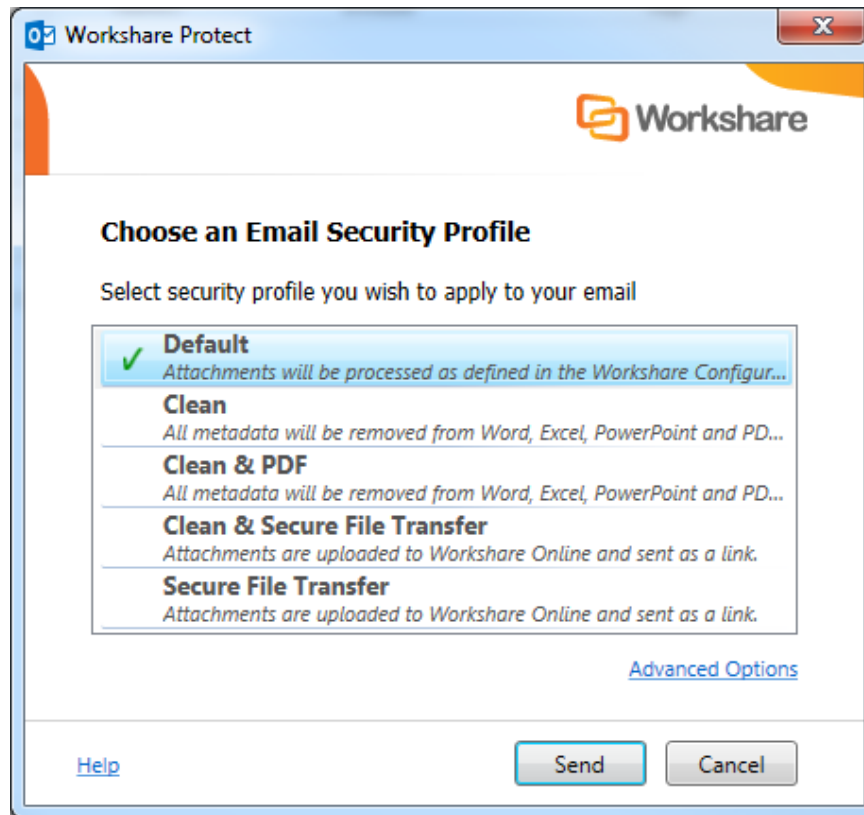 Workshare Protect
Workshare
Choose an Email Security Profile
Select security profile you wish to apply to your email
Default
Attachments will be processed as defined in the Workshare Configur...
Clean
All metadata will be removed from Word, Excel, PowerPoint and PD...
Clean & PDF
All metadata will be removed from Word, Excel, PowerPoint and PD...
Clean & Secure File Transfer
Attachments are uploaded to Workshare Online and sent as a link.
Secure File Transfer
Attachments are uploaded to Workshare Online and sent as a link.
Advanced Options
Help Send Cancel